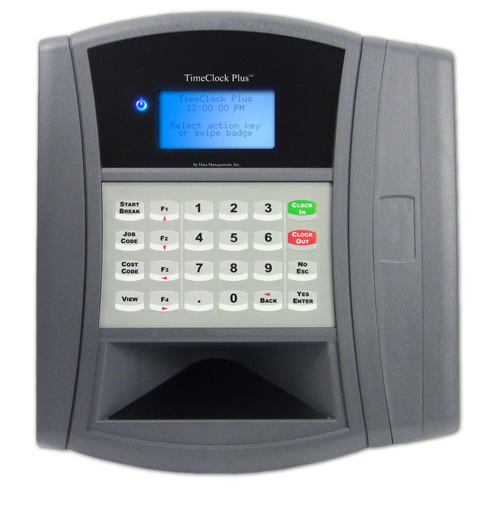 TimeClock Plus™
TimeClock Plus
12:00:00 PM
Select action key
or swipe badge
by Data Management, Inc.
START BREAK
F1
1
2
3
CLOCK IN
JOB CODE
F2
4
5
6
CLOCK OUT
COST CODE
F3
7
8
9
NO ESC
VIEW
F4
.
0
BACK
YES ENTER